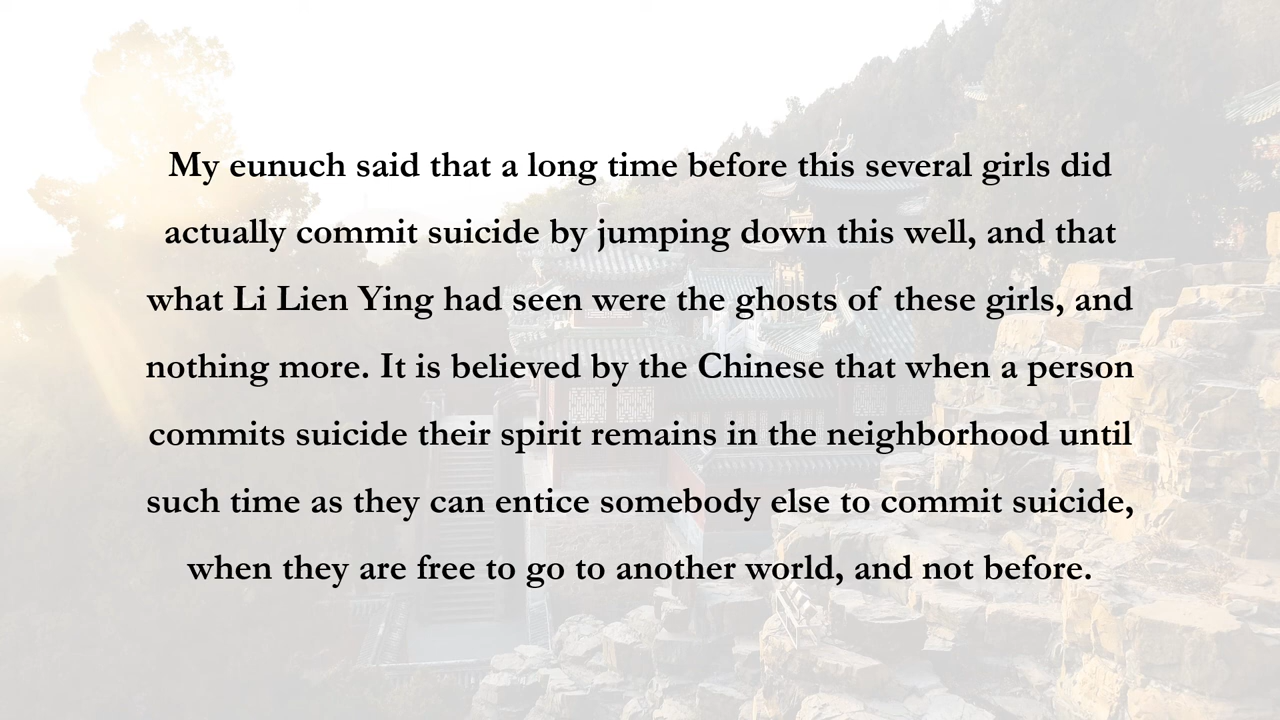 My eunuch said that a long time before this several girls did
actually commit suicide by jumping down this well, and that
what Li Lien Ying had seen were the ghosts of these girls, and
nothing more. It is believed by the Chinese that when a person
commits suicide their spirit remains in the neighborhood until
such time as they can entice somebody else to commit suicide,
when they are free to go to another world, and not before.